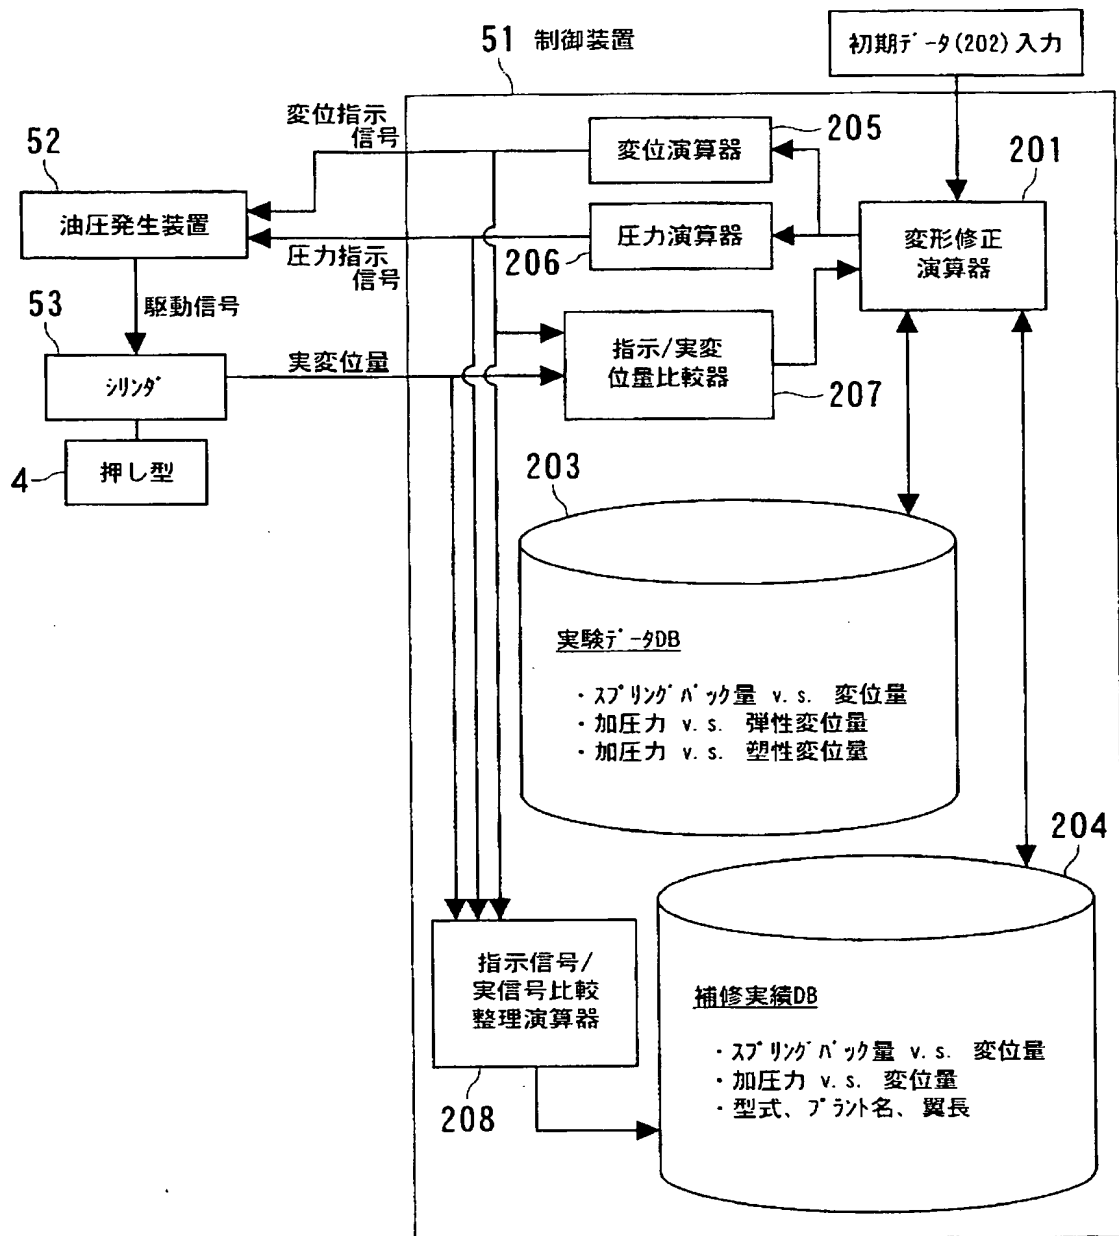 51 制御装置
初期データ(202)入力
変位指示
信号
205
変位演算器
52
201
油圧発生装置
圧力演算器
変形修正
演算器
206
圧力指示
信号
53
駆動信号
指示/実変
位量比較器
実変位量
シリンダ
207
4
押し型
203
実験データDB
・スプリングバック量 v.s. 変位量
・加圧力 v.s. 弾性変位量
・加圧力 v.s. 塑性変位量
204
指示信号/
実信号比較
整理演算器
補修実績DB
・スプリングバック量 v.s. 変位量
・加圧力 v.s. 変位量
・型式、プラント名、翼長
208